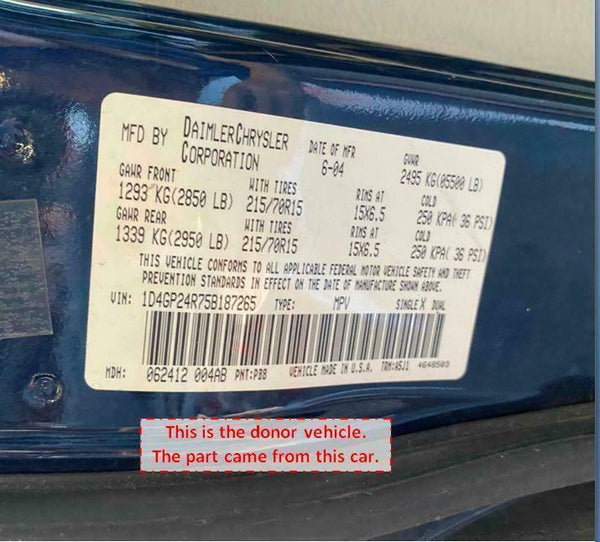 MFD BY DAIMLERCHRYSLER CORPORATION
DATE OF MFR 6-04
GVWR 2495 KG(05500 LB)
GAWR FRONT WITH TIRES RIMS AT COLD
1293 KG(2850 LB) 215/70R15 15X6.5 250 KPA( 36 PSI)
GAWR REAR WITH TIRES RIMS AT COLD
1339 KG(2950 LB) 215/70R15 15X6.5 250 KPA( 36 PSI)
THIS VEHICLE CONFORMS TO ALL APPLICABLE FEDERAL MOTOR VEHICLE SAFETY AND THEFT
PREVENTION STANDARDS IN EFFECT ON THE DATE OF MANUFACTURE SHOWN ABOVE.
VIN: 1D4GP24R75B187265 TYPE: MPV SINGLE X DUAL
MDH: 062412 004AB PNT:PB8 VEHICLE MADE IN U.S.A. TRM:A5J1 4648503
This is the donor vehicle.
The part came from this car.